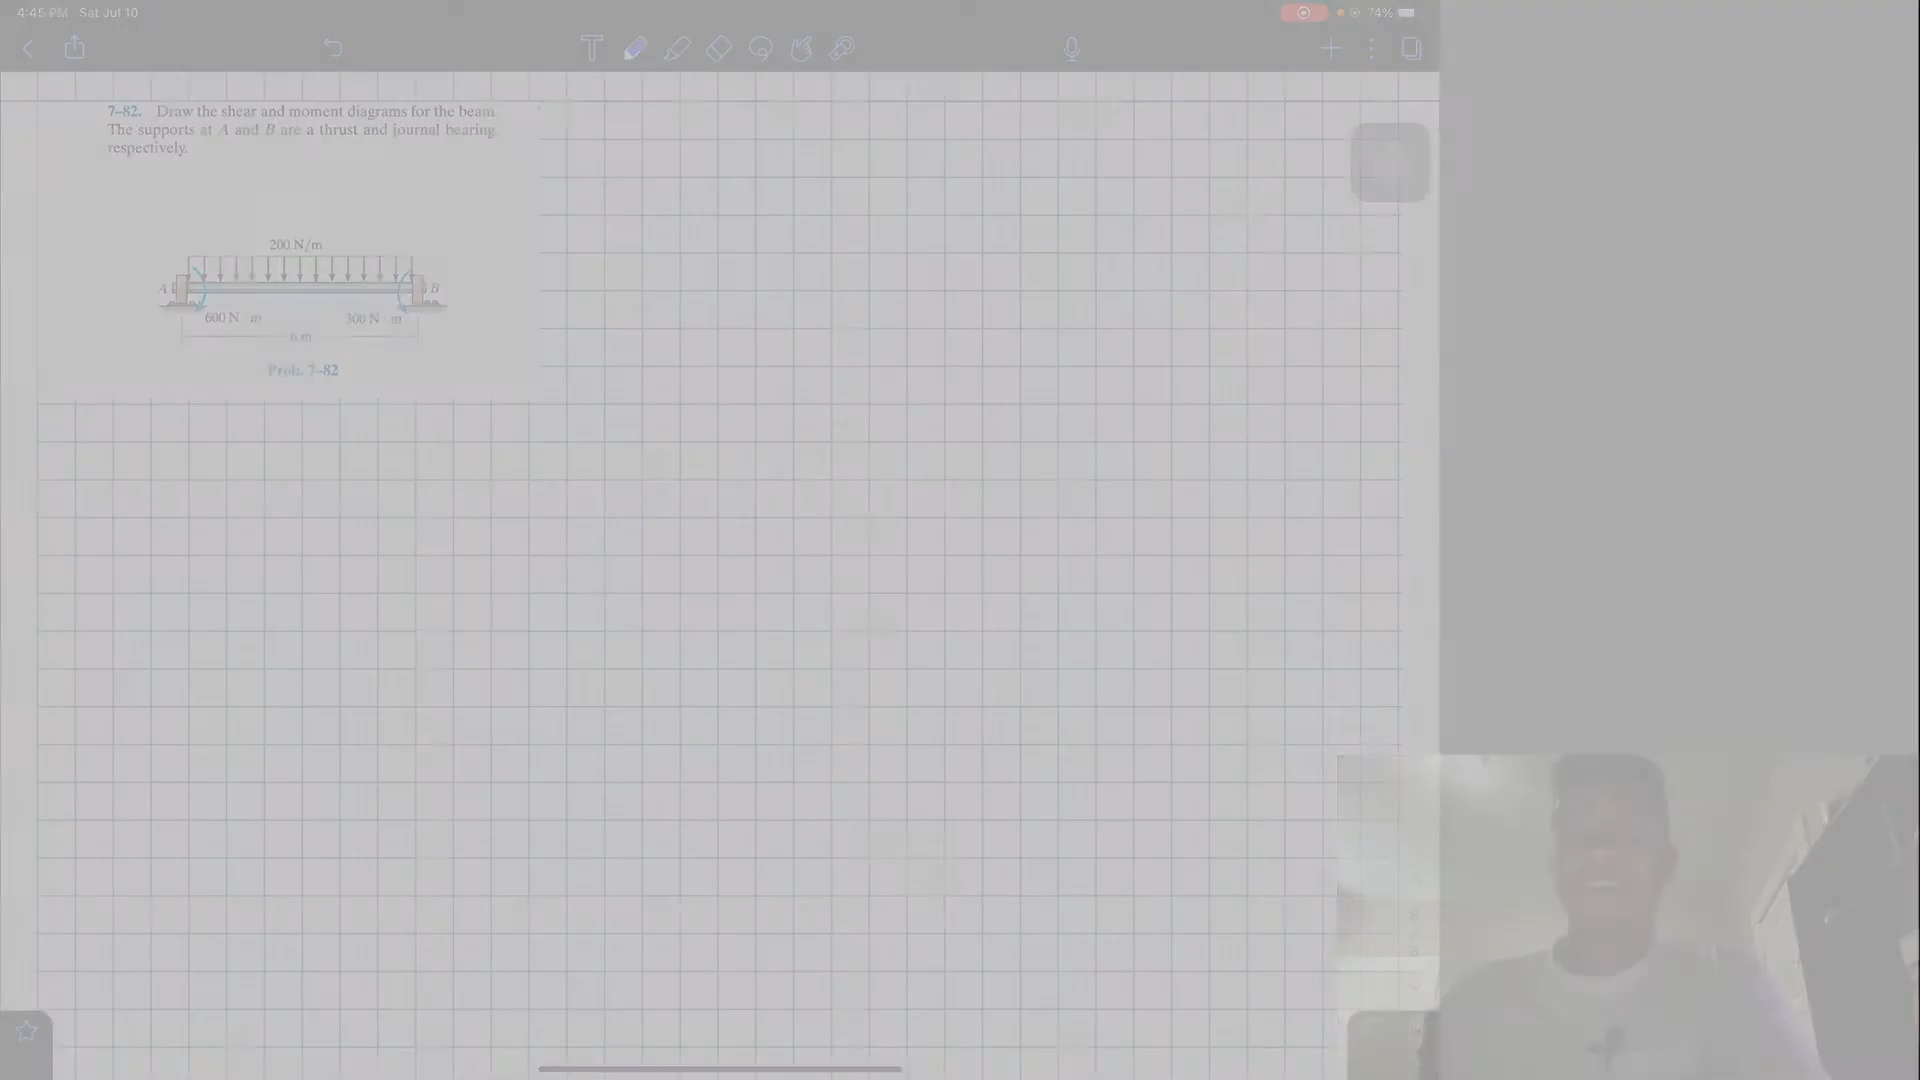 4:45 PM Sat Jul 10
74%
7–82. Draw the shear and moment diagrams for the beam.
The supports at A and B are a thrust and journal bearing,
respectively.
200 N/m
A
B
600 N · m
300 N · m
6 m
Prob. 7–82